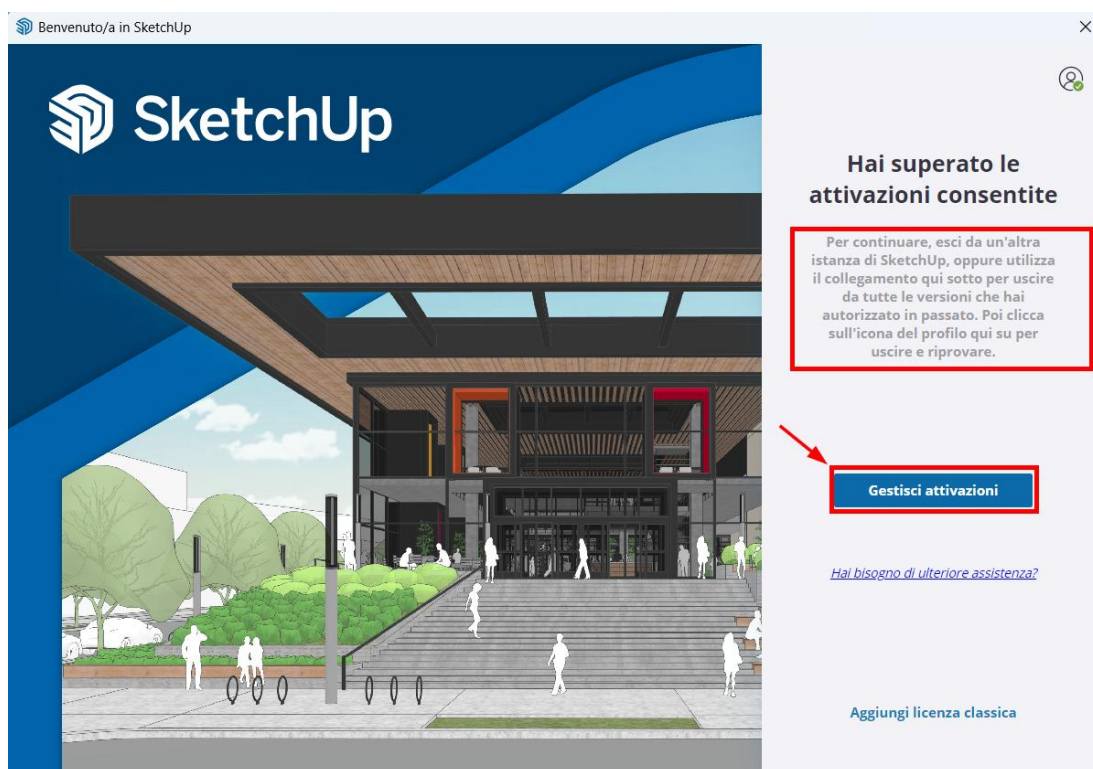 Benvenuto/a in SketchUp
SketchUp
Hai superato le
attivazioni consentite
Per continuare, esci da un'altra
istanza di SketchUp, oppure utilizza
il collegamento qui sotto per uscire
da tutte le versioni che hai
autorizzato in passato. Poi clicca
sull'icona del profilo qui su per
uscire e riprovare.
Gestisci attivazioni
Hai bisogno di ulteriore assistenza?
Aggiungi licenza classica